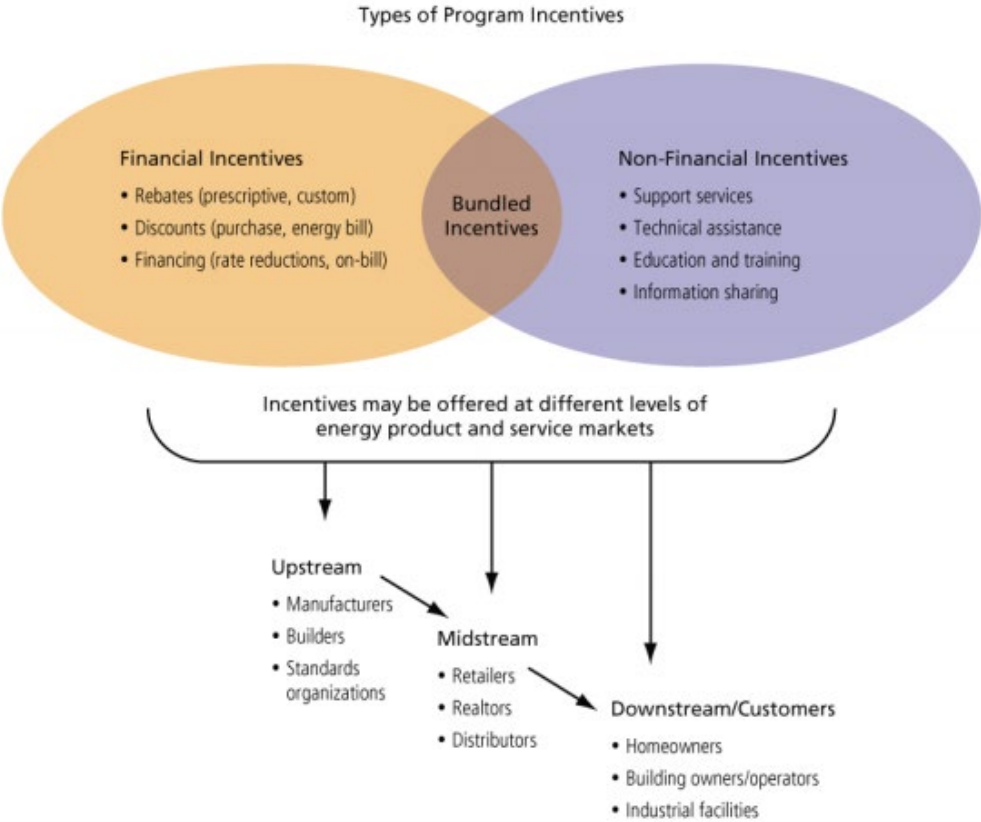 Types of Program Incentives
Financial Incentives
• Rebates (prescriptive, custom)
• Discounts (purchase, energy bill)
• Financing (rate reductions, on-bill)
Bundled
Incentives
Non-Financial Incentives
• Support services
• Technical assistance
• Education and training
• Information sharing
Incentives may be offered at different levels of
energy product and service markets
Upstream
• Manufacturers
• Builders
• Standards
organizations
Midstream
• Retailers
• Realtors
• Distributors
Downstream/Customers
• Homeowners
• Building owners/operators
• Industrial facilities